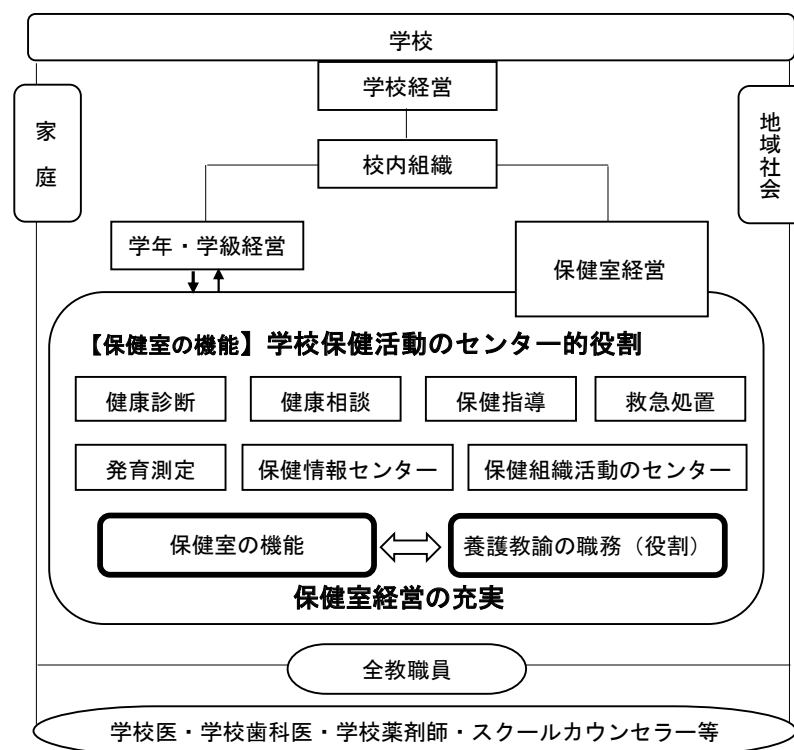 学校
学校経営
家庭
地域社会
校内組織
学年・学級経営
保健室経営
【保健室の機能】学校保健活動のセンター的役割
健康診断
健康相談
保健指導
救急処置
発育測定
保健情報センター
保健組織活動のセンター
保健室の機能
養護教諭の職務（役割）
保健室経営の充実
全教職員
学校医・学校歯科医・学校薬剤師・スクールカウンセラー等